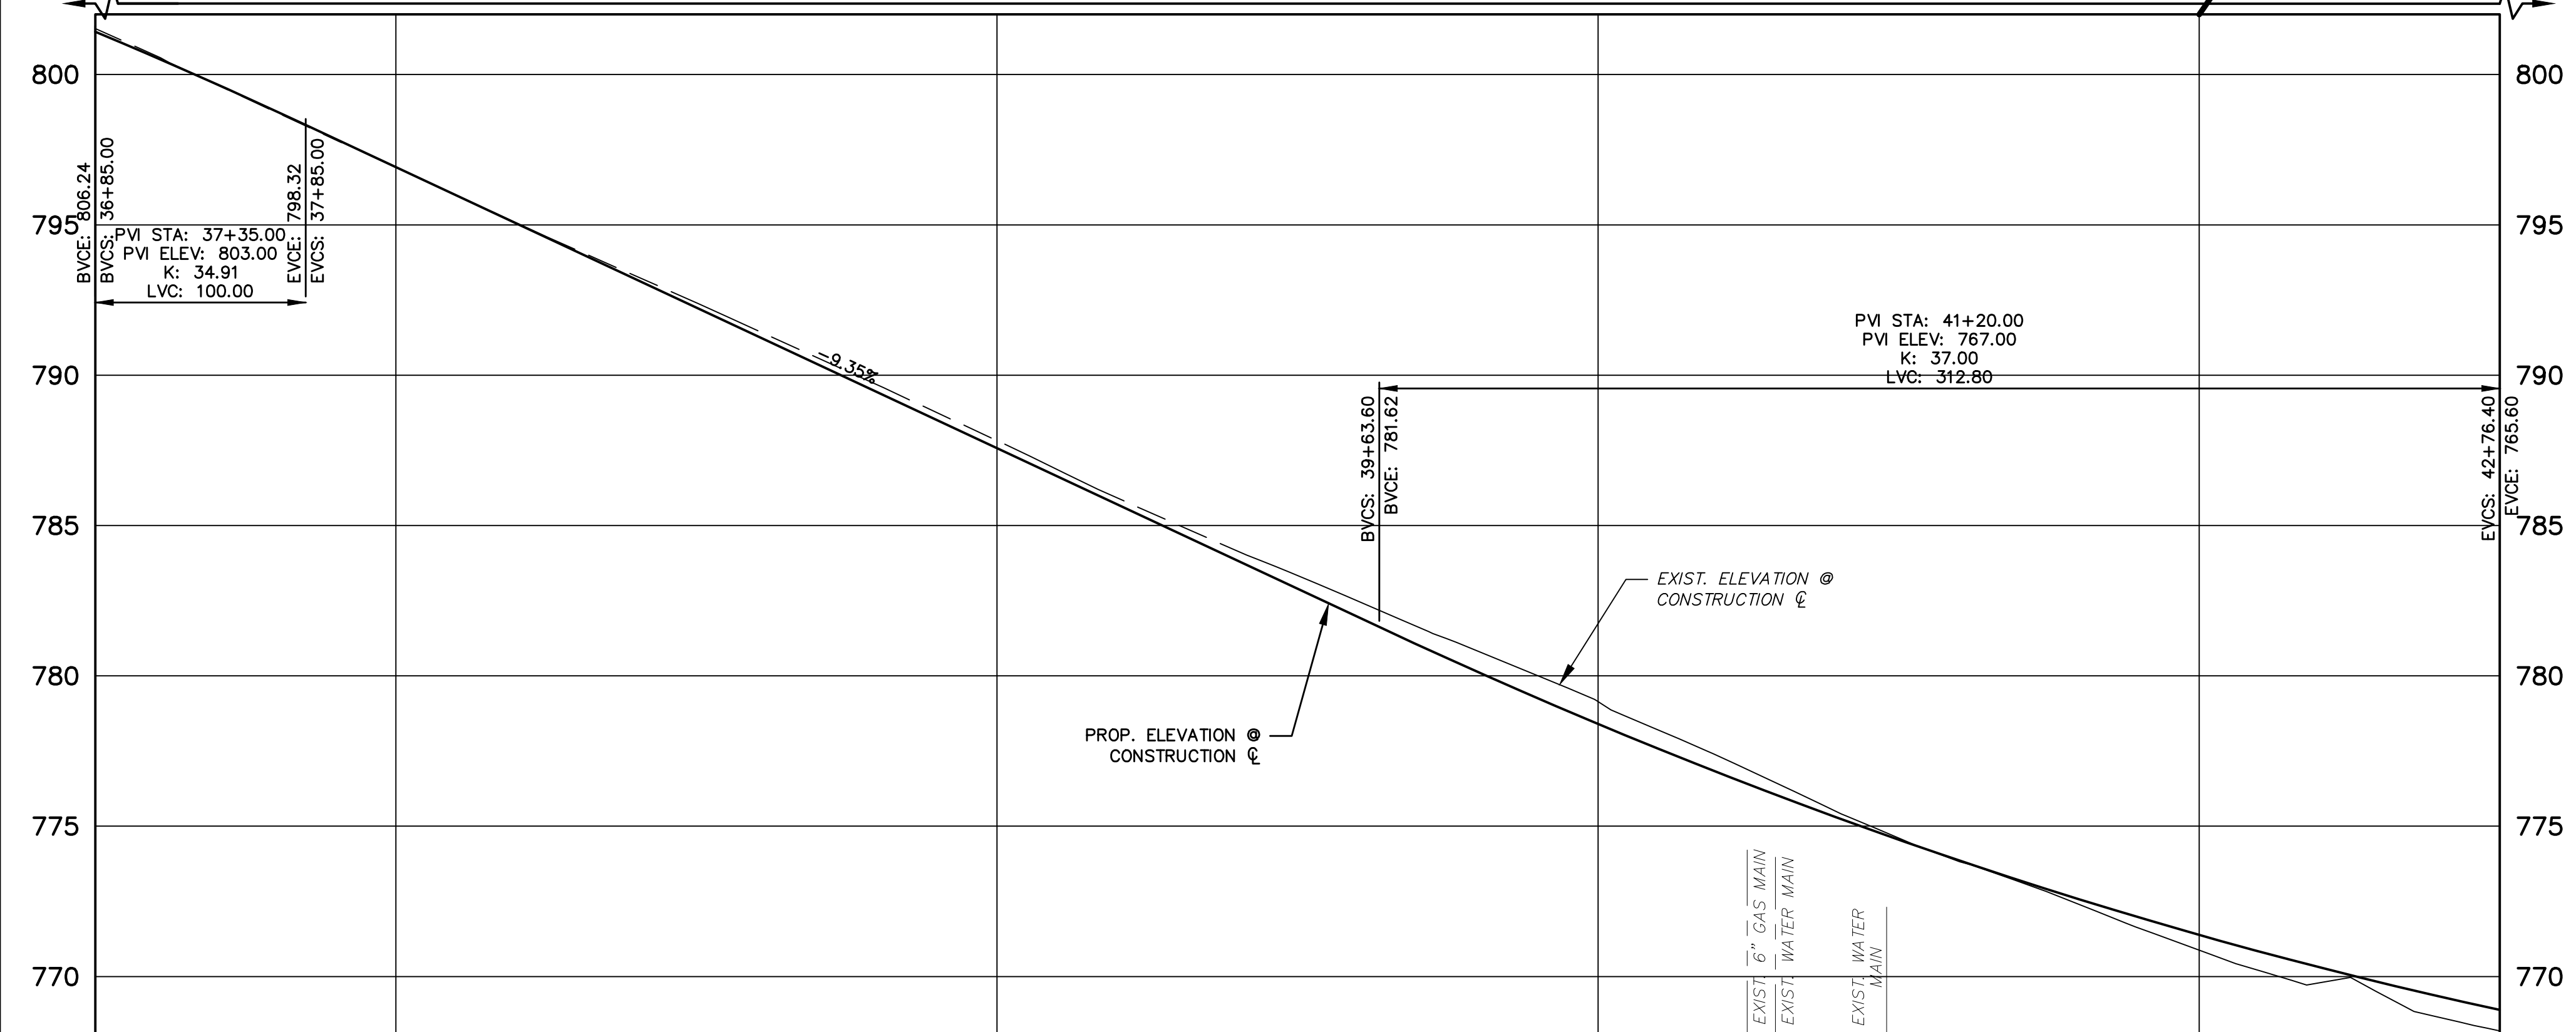 800
800
BVCE: 806.24
BVCS: 36+85.00
EVCE: 798.32
EVCS: 37+85.00
795
795
PVI STA: 37+35.00
PVI ELEV: 803.00
K: 34.91
LVC: 100.00
-9.35%
PVI STA: 41+20.00
PVI ELEV: 767.00
K: 37.00
LVC: 312.80
790
790
BVCS: 39+63.60
BVCE: 781.62
EVCS: 42+76.40
EVCE: 765.60
785
785
EXIST. ELEVATION @
CONSTRUCTION ℄
780
780
PROP. ELEVATION @
CONSTRUCTION ℄
775
775
EXIST. 6" GAS MAIN
EXIST. WATER MAIN
EXIST. WATER
MAIN
770
770